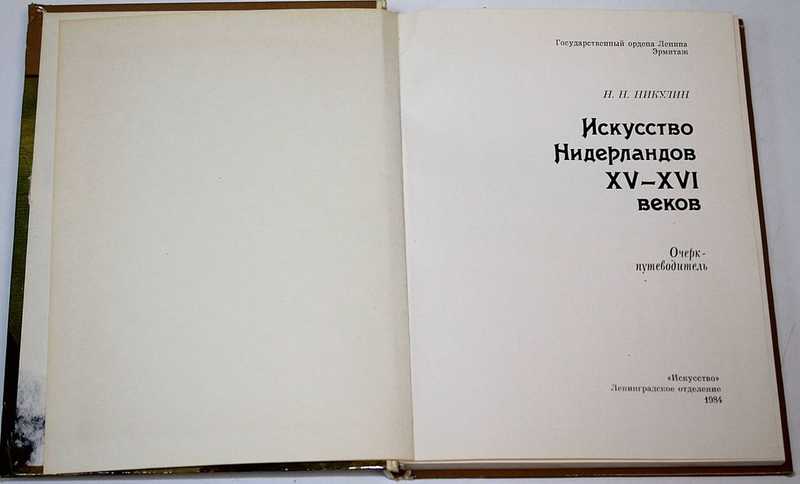 Государственный ордена Ленина
Эрмитаж
Н. Н. НИКУЛИН
Искусство
Нидерландов
XV–XVI
веков
Очерк-
путеводитель
«Искусство»
Ленинградское отделение
1984